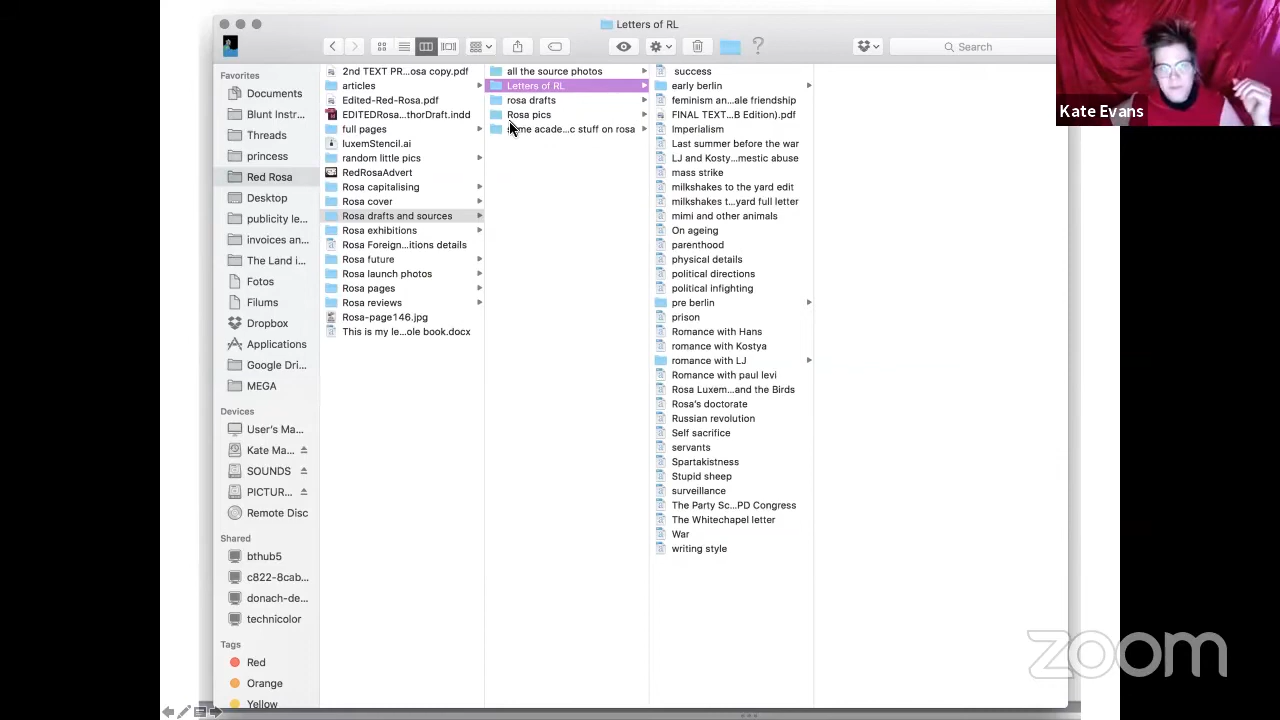 Letters of RL
Search
Favorites
Documents
Blunt Instr...
Threads
princess
Red Rosa
Desktop
publicity le...
invoices an...
The Land i...
Fotos
Filums
Dropbox
Applications
Google Dri...
MEGA
Devices
User's Ma...
Kate Ma...
SOUNDS
PICTUR...
Remote Disc
Shared
bthub5
c822-8cab...
donach-de...
technicolor
Tags
Red
Orange
Yellow
2nd TEXT PR...osa copy.pdf
articles
Edited-Red-Rosa.pdf
EDITEDRosa...thorDraft.indd
full pages
luxemStencil.ai
random little pics
RedRosAdvert
Rosa capitalising
Rosa cover
Rosa drafts and sources
Rosa exhibitions
Rosa Foreign...itions details
Rosa future
Rosa launch photos
Rosa pages
Rosa reviews
Rosa-page146.jpg
This is my le...ole book.docx
all the source photos
Letters of RL
rosa drafts
Rosa pics
some acade...c stuff on rosa
success
early berlin
feminism an...ale friendship
FINAL TEXT...B Edition).pdf
Imperialism
Last summer before the war
LJ and Kosty...mestic abuse
mass strike
milkshakes to the yard edit
milkshakes t...yard full letter
mimi and other animals
On ageing
parenthood
physical details
political directions
political infighting
pre berlin
prison
Romance with Hans
romance with Kostya
romance with LJ
Romance with paul levi
Rosa Luxem...and the Birds
Rosa's doctorate
Russian revolution
Self sacrifice
servants
Spartakistness
Stupid sheep
surveillance
The Party Sc...PD Congress
The Whitechapel letter
War
writing style
Kate Evans
zoom